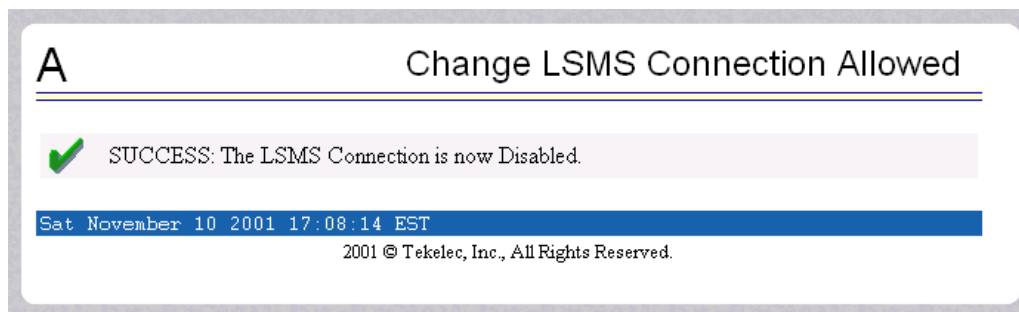 A Change LSMS Connection Allowed
SUCCESS: The LSMS Connection is now Disabled.
Sat November 10 2001 17:08:14 EST
2001 © Tekelec, Inc., All Rights Reserved.